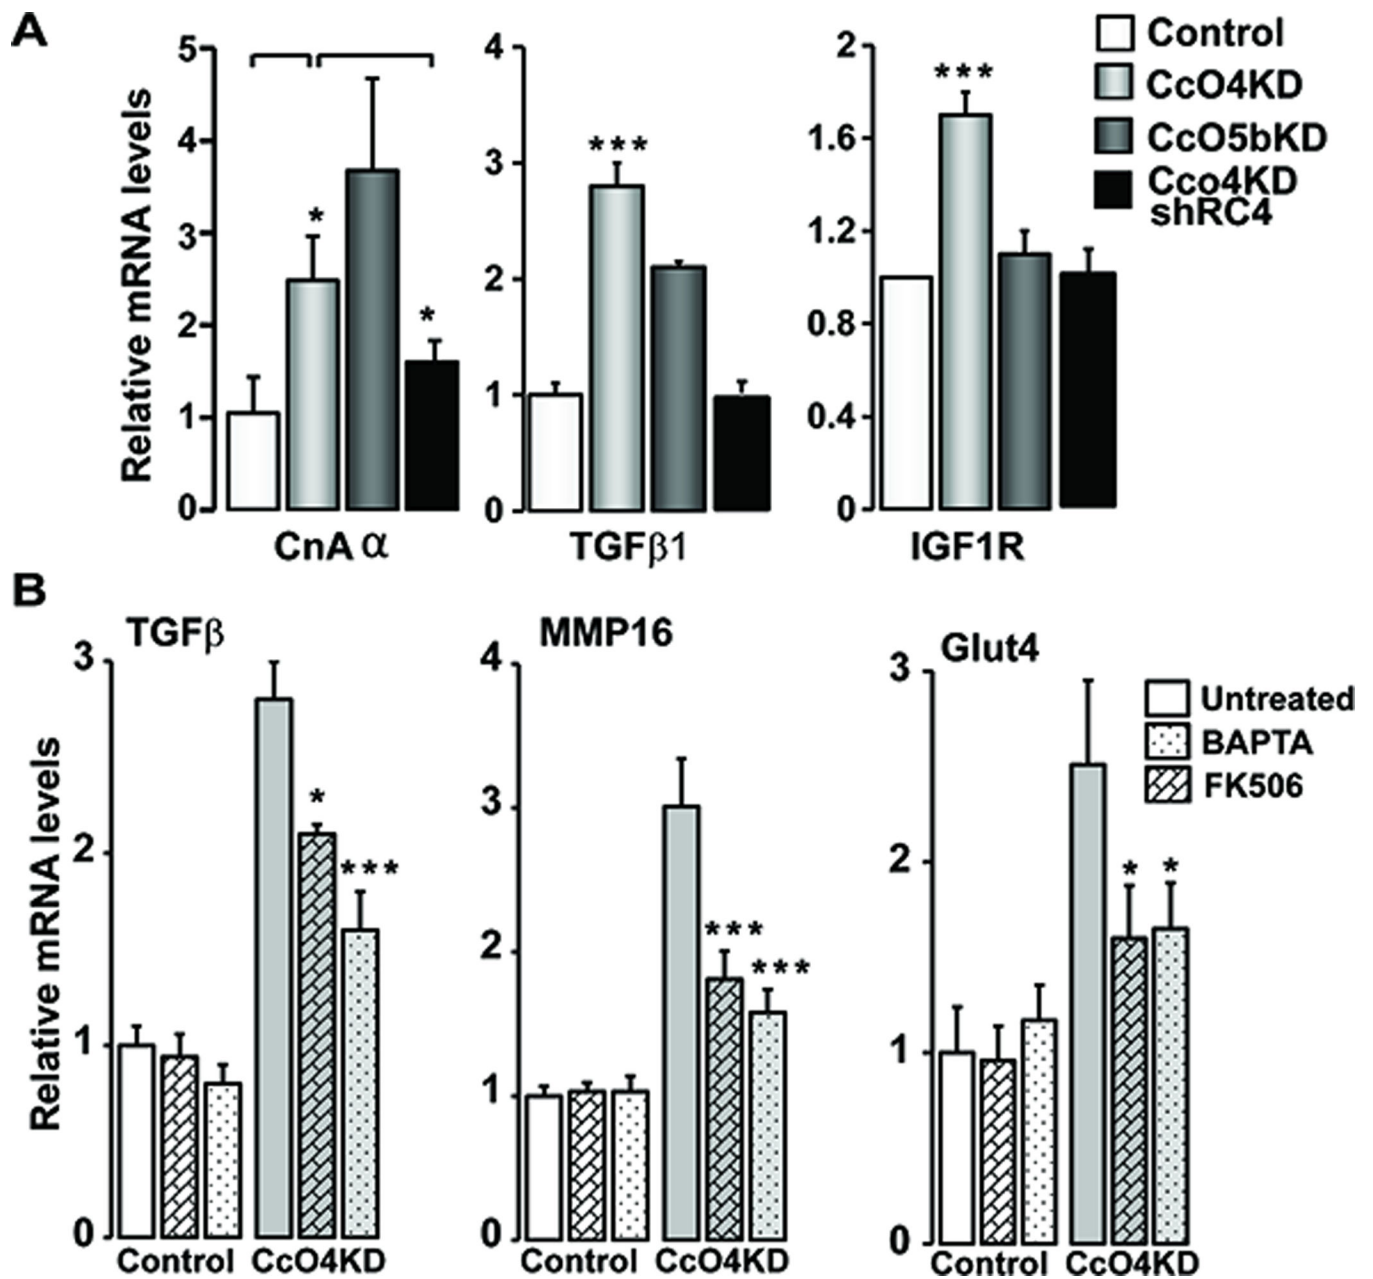 A
Relative mRNA levels
5
4
3
2
1
0
*
*
CnA α
4
3
2
1
0
***
TGFβ1
2
1.6
1.2
0.8
0.4
0
***
IGF1R
Control
CcO4KD
CcO5bKD
Cco4KD
shRC4
B
Relative mRNA levels
TGFβ
3
2
1
0
*
***
Control CcO4KD
MMP16
4
3
2
1
0
***
***
Control CcO4KD
Glut4
3
2
1
0
* *
Control CcO4KD
Untreated
BAPTA
FK506